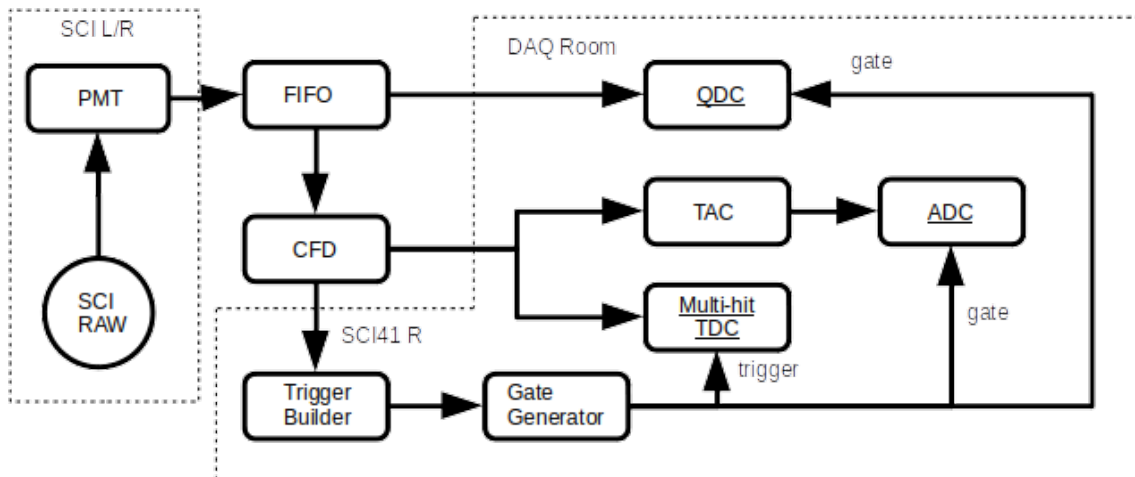 SCI L/R
DAQ Room
gate
PMT
FIFO
QDC
TAC
ADC
CFD
SCI
RAW
Multi-hit
TDC
gate
SCI41 R
trigger
Trigger
Builder
Gate
Generator